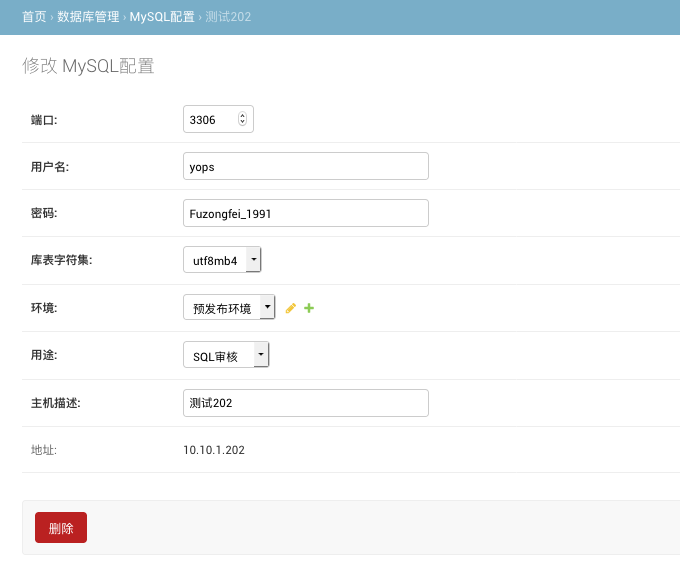 首页 › 数据库管理 › MySQL配置 › 测试202
修改 MySQL配置
端口: 3306
用户名: yops
密码: Fuzongfei_1991
库表字符集: utf8mb4
环境: 预发布环境
用途: SQL审核
主机描述: 测试202
地址: 10.10.1.202
删除